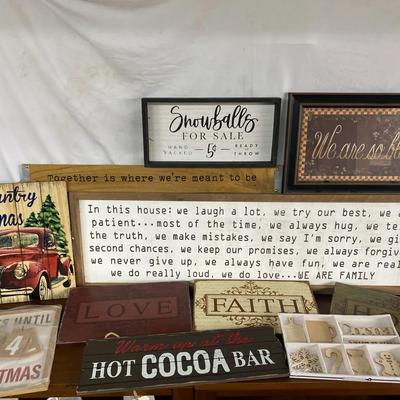 Snowballs
FOR SALE
HAND PACKED 5¢ READY TO THROW
We are so
Together is where we're meant to be
In this house: we laugh a lot, we try our best, we a
patient...most of the time, we always hug, we te
the truth, we make mistakes, we say I'm sorry, we gi
second chances, we keep our promises, we always forgiv
we never give up, we always have fun, we are real
we do really loud, we do love...WE ARE FAMILY
LOVE
FAITH
UNTIL
4
Warm up at the
HOT COCOA BAR